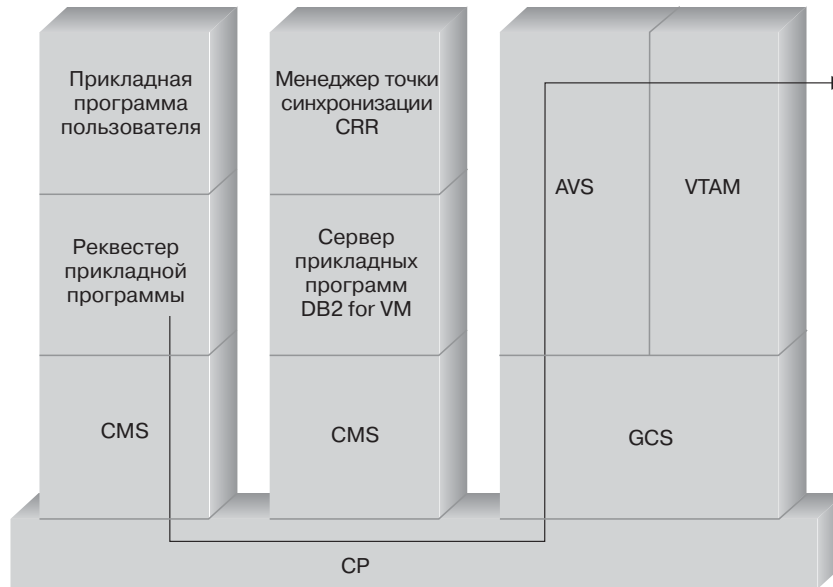 Прикладная
программа
пользователя
Менеджер точки
синхронизации
CRR
AVS
VTAM
Реквестер
прикладной
программы
Сервер
прикладных
программ
DB2 for VM
CMS
CMS
GCS
CP